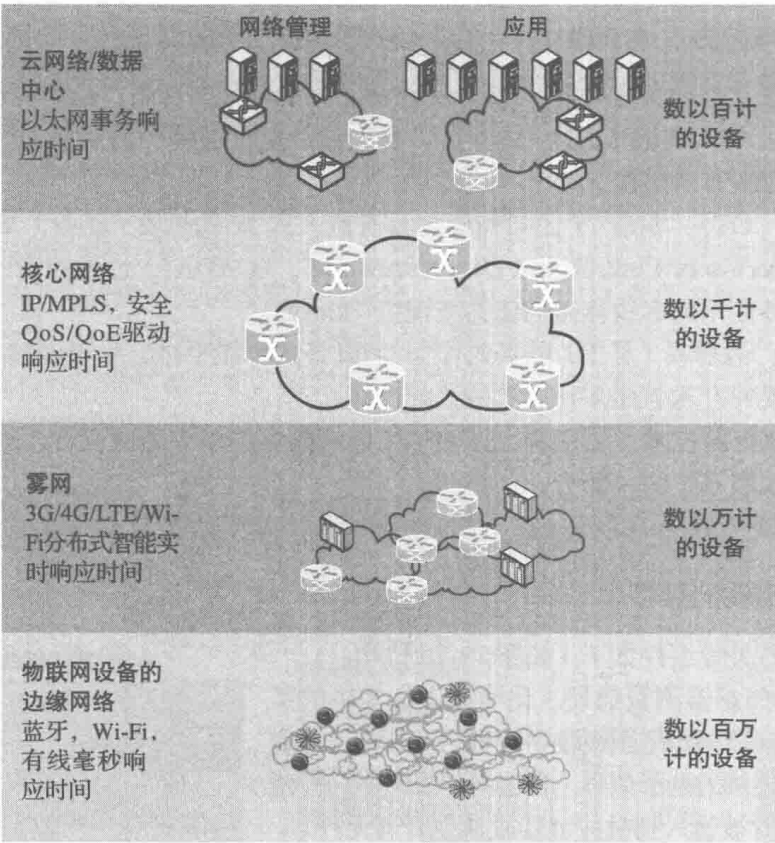 网络管理
应用
云网络/数据
中心
以太网事务响
应时间
数以百计
的设备
核心网络
IP/MPLS，安全
QoS/QoE驱动
响应时间
数以千计
的设备
雾网
3G/4G/LTE/Wi-
Fi分布式智能实
时响应时间
数以万计
的设备
物联网设备的
边缘网络
蓝牙，Wi-Fi，
有线毫秒响
应时间
数以百万
计的设备